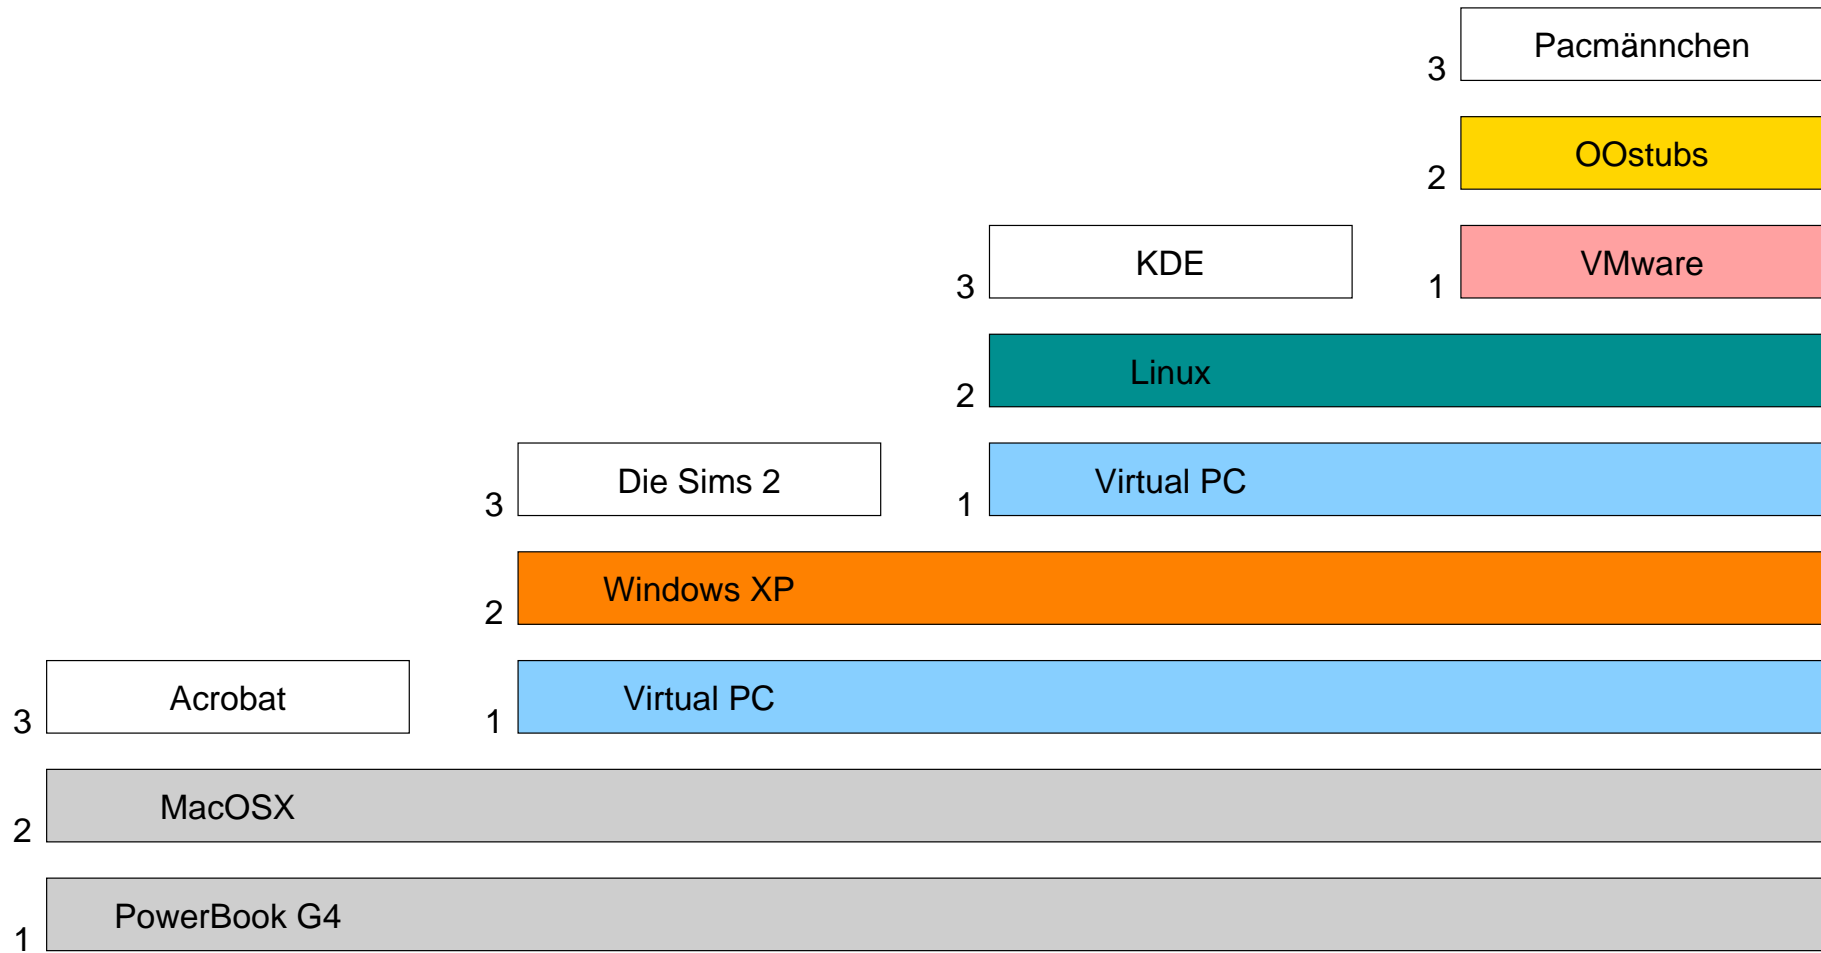 Pacmännchen
3
OOstubs
2
KDE
VMware
3
1
Linux
2
Die Sims 2
Virtual PC
3
1
Windows XP
2
Acrobat
Virtual PC
3
1
MacOSX
2
PowerBook G4
1